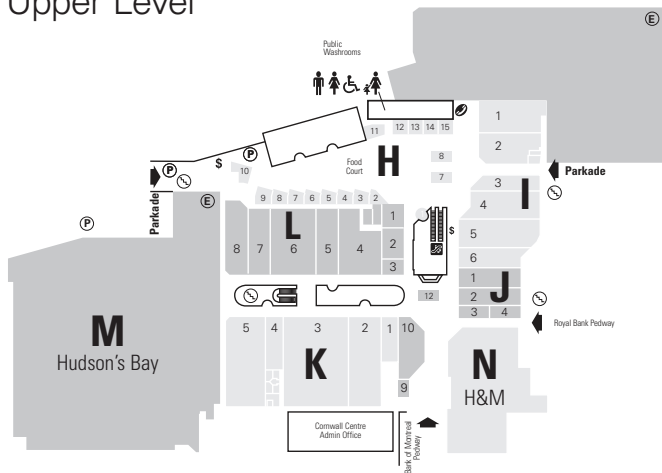 Upper Level
E
Public
Washrooms
1
2
11
12 13 14 15
P
$
Food
Court
H
8
7
10
P
Parkade
Parkade
3
I
4
E
9 8 7 6 5 4 3 2
P
L
1
5
8 7 6 5 4
2
$
6
3
1
J
2
12
3 4
Royal Bank Pedway
M
Hudson's Bay
5 4 3 2 1 10
K
9
N
H&M
Cornwall Centre
Admin Office
Bank of Montreal
Pedway